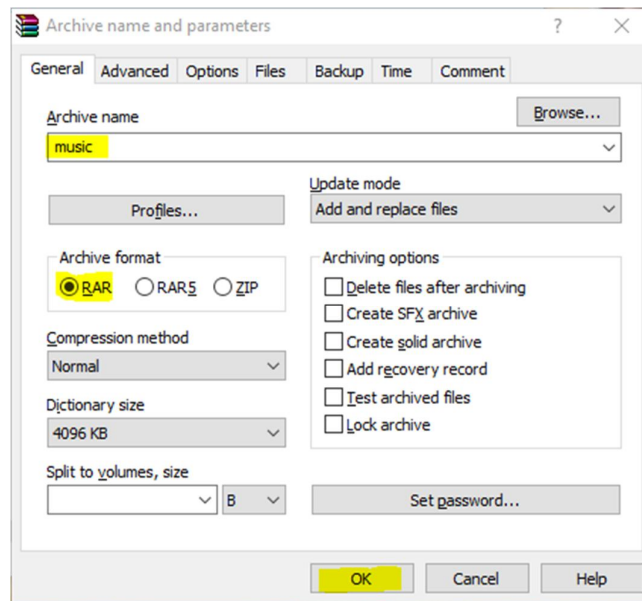 Archive name and parameters
General Advanced Options Files Backup Time Comment
Archive name
Browse...
music
Update mode
Profiles...
Add and replace files
Archive format
RAR RAR5 ZIP
Archiving options
Delete files after archiving
Create SFX archive
Create solid archive
Add recovery record
Test archived files
Lock archive
Compression method
Normal
Dictionary size
4096 KB
Split to volumes, size
B
Set password...
OK Cancel Help